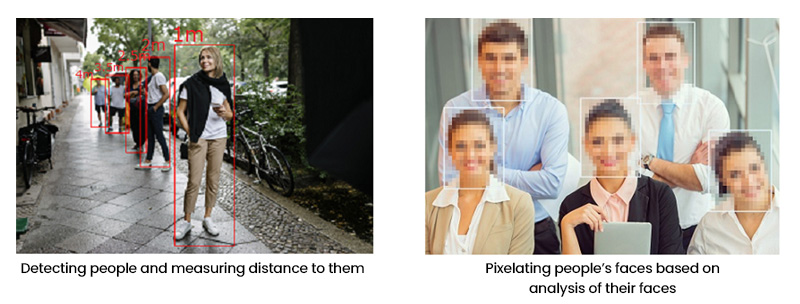 4m
3.5m
2.5m
2m
1m
Detecting people and measuring distance to them
Pixelating people's faces based on
analysis of their faces